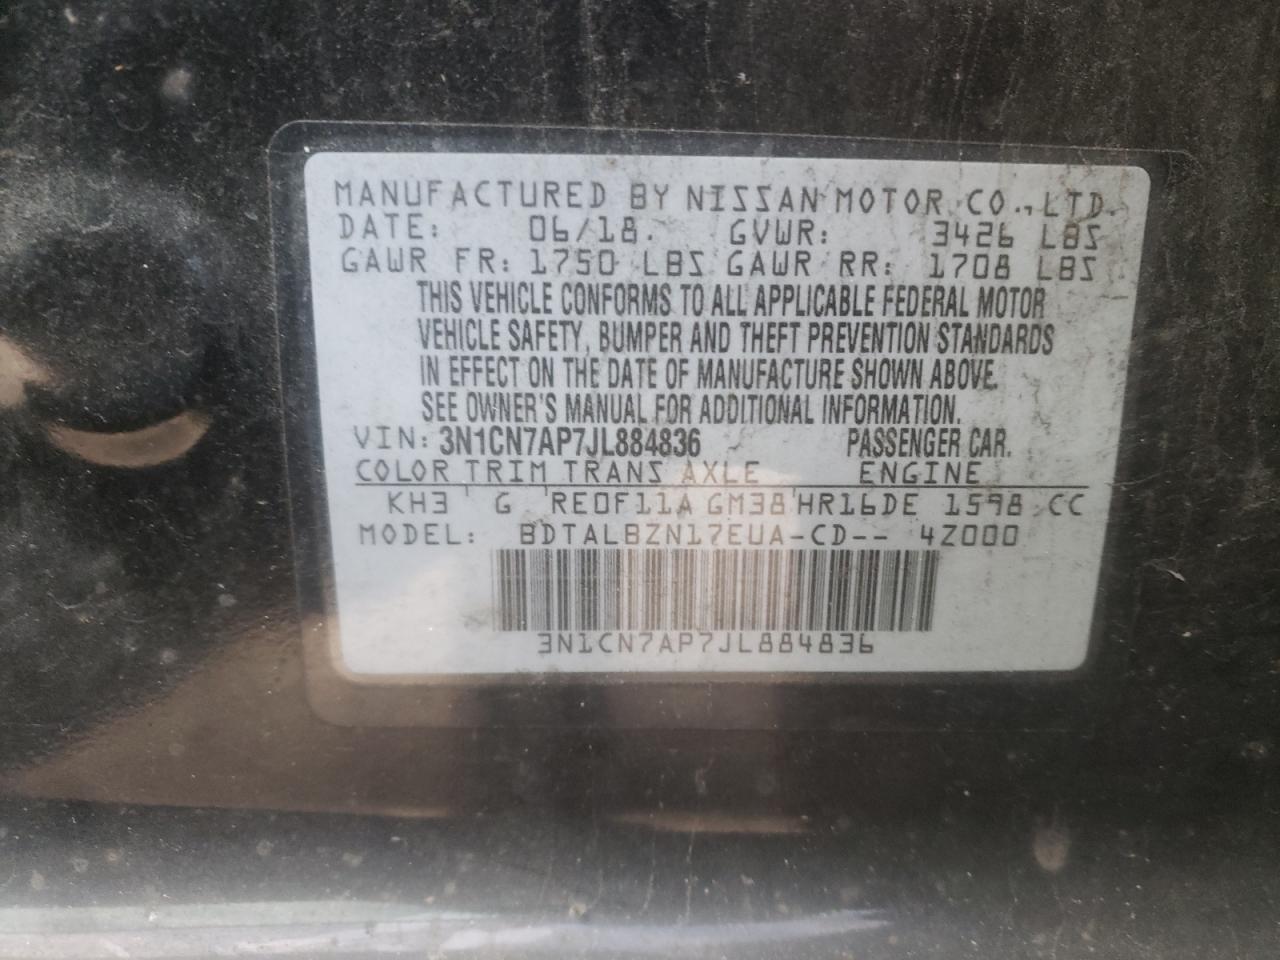 MANUFACTURED BY NISSAN MOTOR CO., LTD.
DATE: 06/18. GVWR: 3426 LBS
GAWR FR: 1750 LBS GAWR RR: 1708 LBS
THIS VEHICLE CONFORMS TO ALL APPLICABLE FEDERAL MOTOR
VEHICLE SAFETY, BUMPER AND THEFT PREVENTION STANDARDS
IN EFFECT ON THE DATE OF MANUFACTURE SHOWN ABOVE.
SEE OWNER'S MANUAL FOR ADDITIONAL INFORMATION.
VIN: 3N1CN7AP7JL884836 PASSENGER CAR.
COLOR TRIM TRANS AXLE ENGINE
KH3 G RE0F11A GM38 HR16DE 1598 CC
MODEL: BDTALBZN17EUA-CD-- 4Z000
3N1CN7AP7JL884836